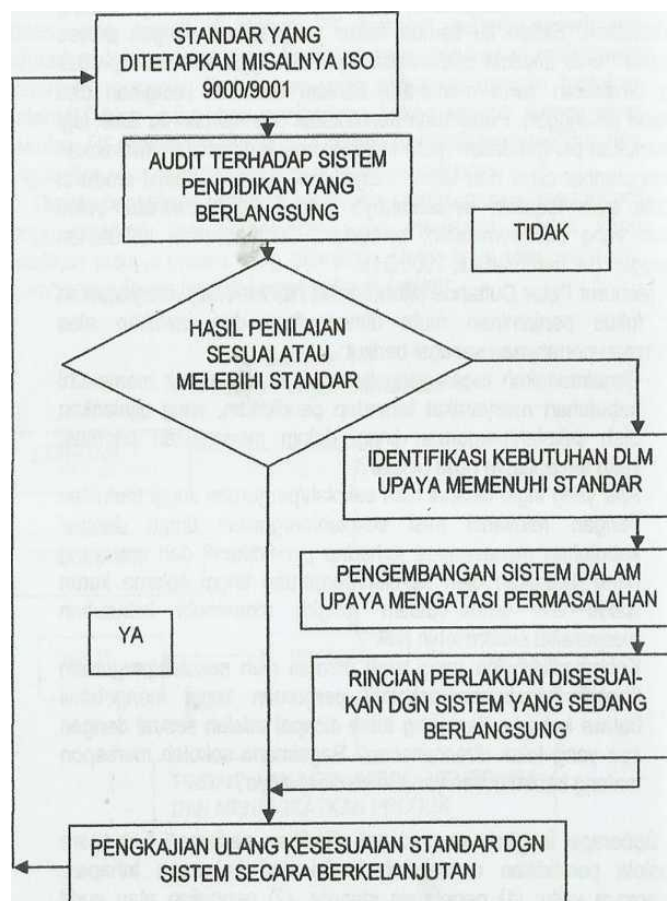 STANDAR YANG
DITETAPKAN MISALNYA ISO
9000/9001
AUDIT TERHADAP SISTEM
PENDIDIKAN YANG
BERLANGSUNG
TIDAK
HASIL PENILAIAN
SESUAI ATAU
MELEBIHI STANDAR
IDENTIFIKASI KEBUTUHAN DLM
UPAYA MEMENUHI STANDAR
PENGEMBANGAN SISTEM DALAM
UPAYA MENGATASI PERMASALAHAN
YA
RINCIAN PERLAKUAN DISESUAI-
KAN DGN SISTEM YANG SEDANG
BERLANGSUNG
PENGKAJIAN ULANG KESESUAIAN STANDAR DGN
SISTEM SECARA BERKELANJUTAN